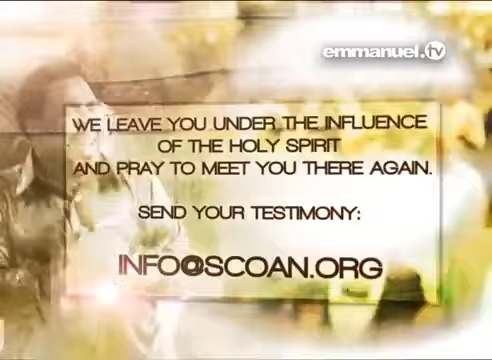 emmanuel.tv
WE LEAVE YOU UNDER THE INFLUENCE
OF THE HOLY SPIRIT
AND PRAY TO MEET YOU THERE AGAIN.
SEND YOUR TESTIMONY:
INFO@SCOAN.ORG